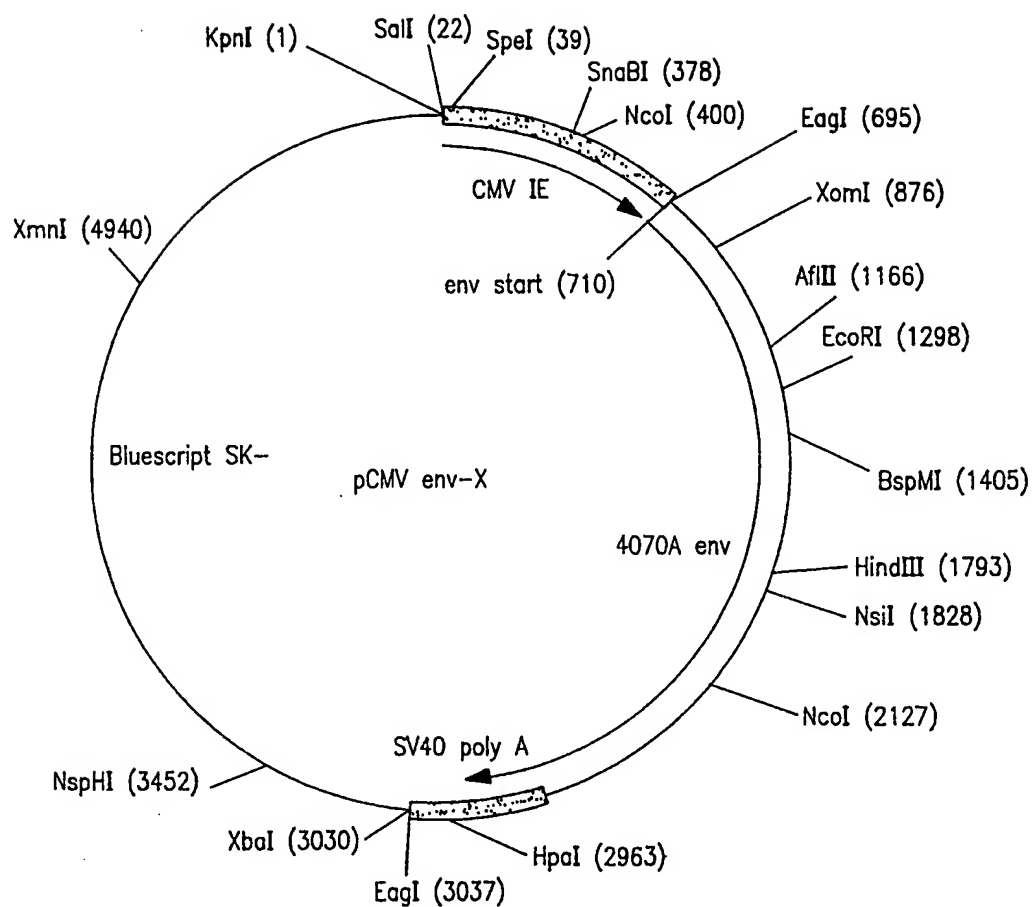 KpnI (1)
SalI (22)
SpeI (39)
SnaBI (378)
NcoI (400)
EagI (695)
XomI (876)
CMV IE
XmnI (4940)
env start (710)
AflII (1166)
EcoRI (1298)
Bluescript SK-
pCMV env-X
BspMI (1405)
4070A env
HindIII (1793)
NsiI (1828)
NcoI (2127)
SV40 poly A
NspHI (3452)
XbaI (3030)
HpaI (2963)
EagI (3037)